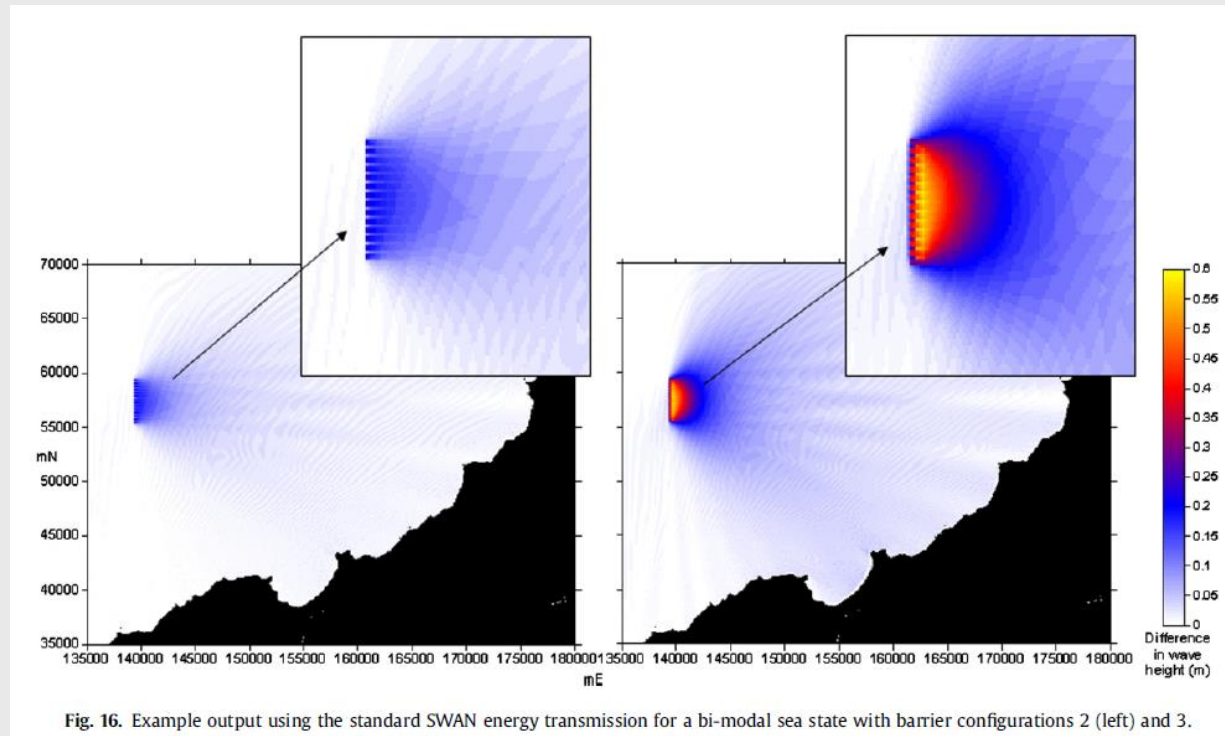 70000
65000
60000
55000
mN
50000
45000
40000
35000
135000 140000 145000 150000 155000 160000 165000 170000 175000 180000
135000 140000 145000 150000 155000 160000 165000 170000 175000 180000
mE
0.6
0.55
0.5
0.45
0.4
0.35
0.3
0.25
0.2
0.15
0.1
0.05
0
Difference
in wave
height (m)
Fig. 16. Example output using the standard SWAN energy transmission for a bi-modal sea state with barrier configurations 2 (left) and 3.